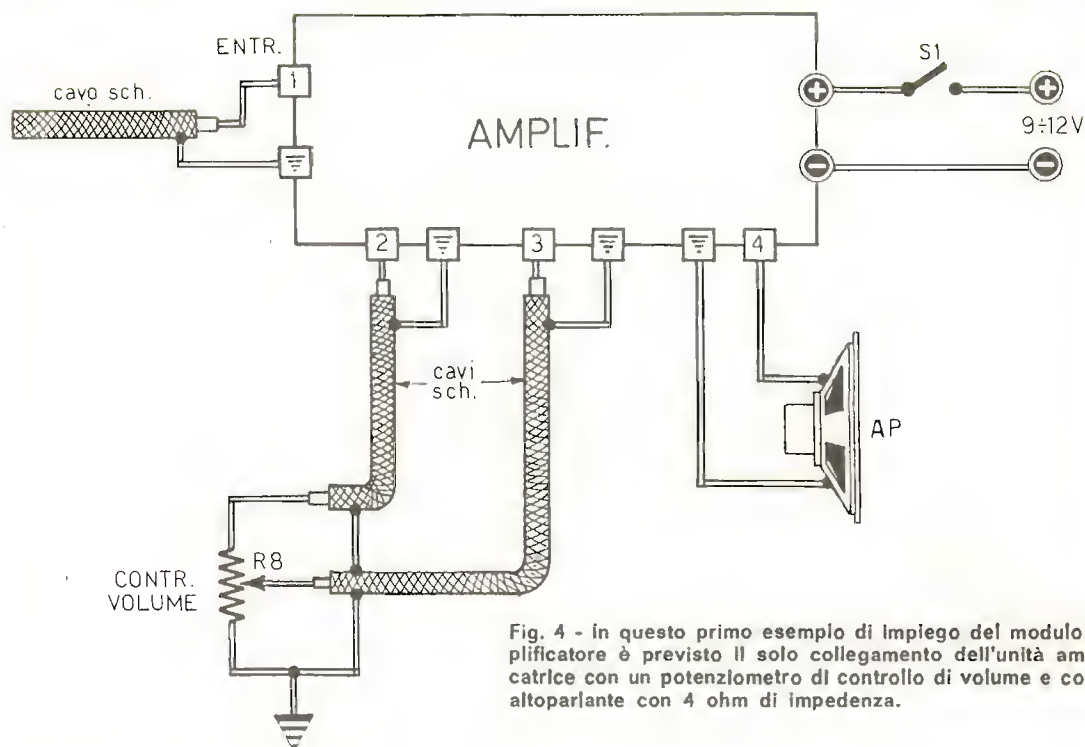 ENTR.
cavo sch.
1
AMPLIF.
S1
+
+
9÷12V
−
−
2
3
4
cavi
sch.
AP
R8
CONTR.
VOLUME
Fig. 4 - In questo primo esempio di impiego del modulo
plificatore è previsto il solo collegamento dell'unità am
catrice con un potenziometro di controllo di volume e co
altoparlante con 4 ohm di impedenza.